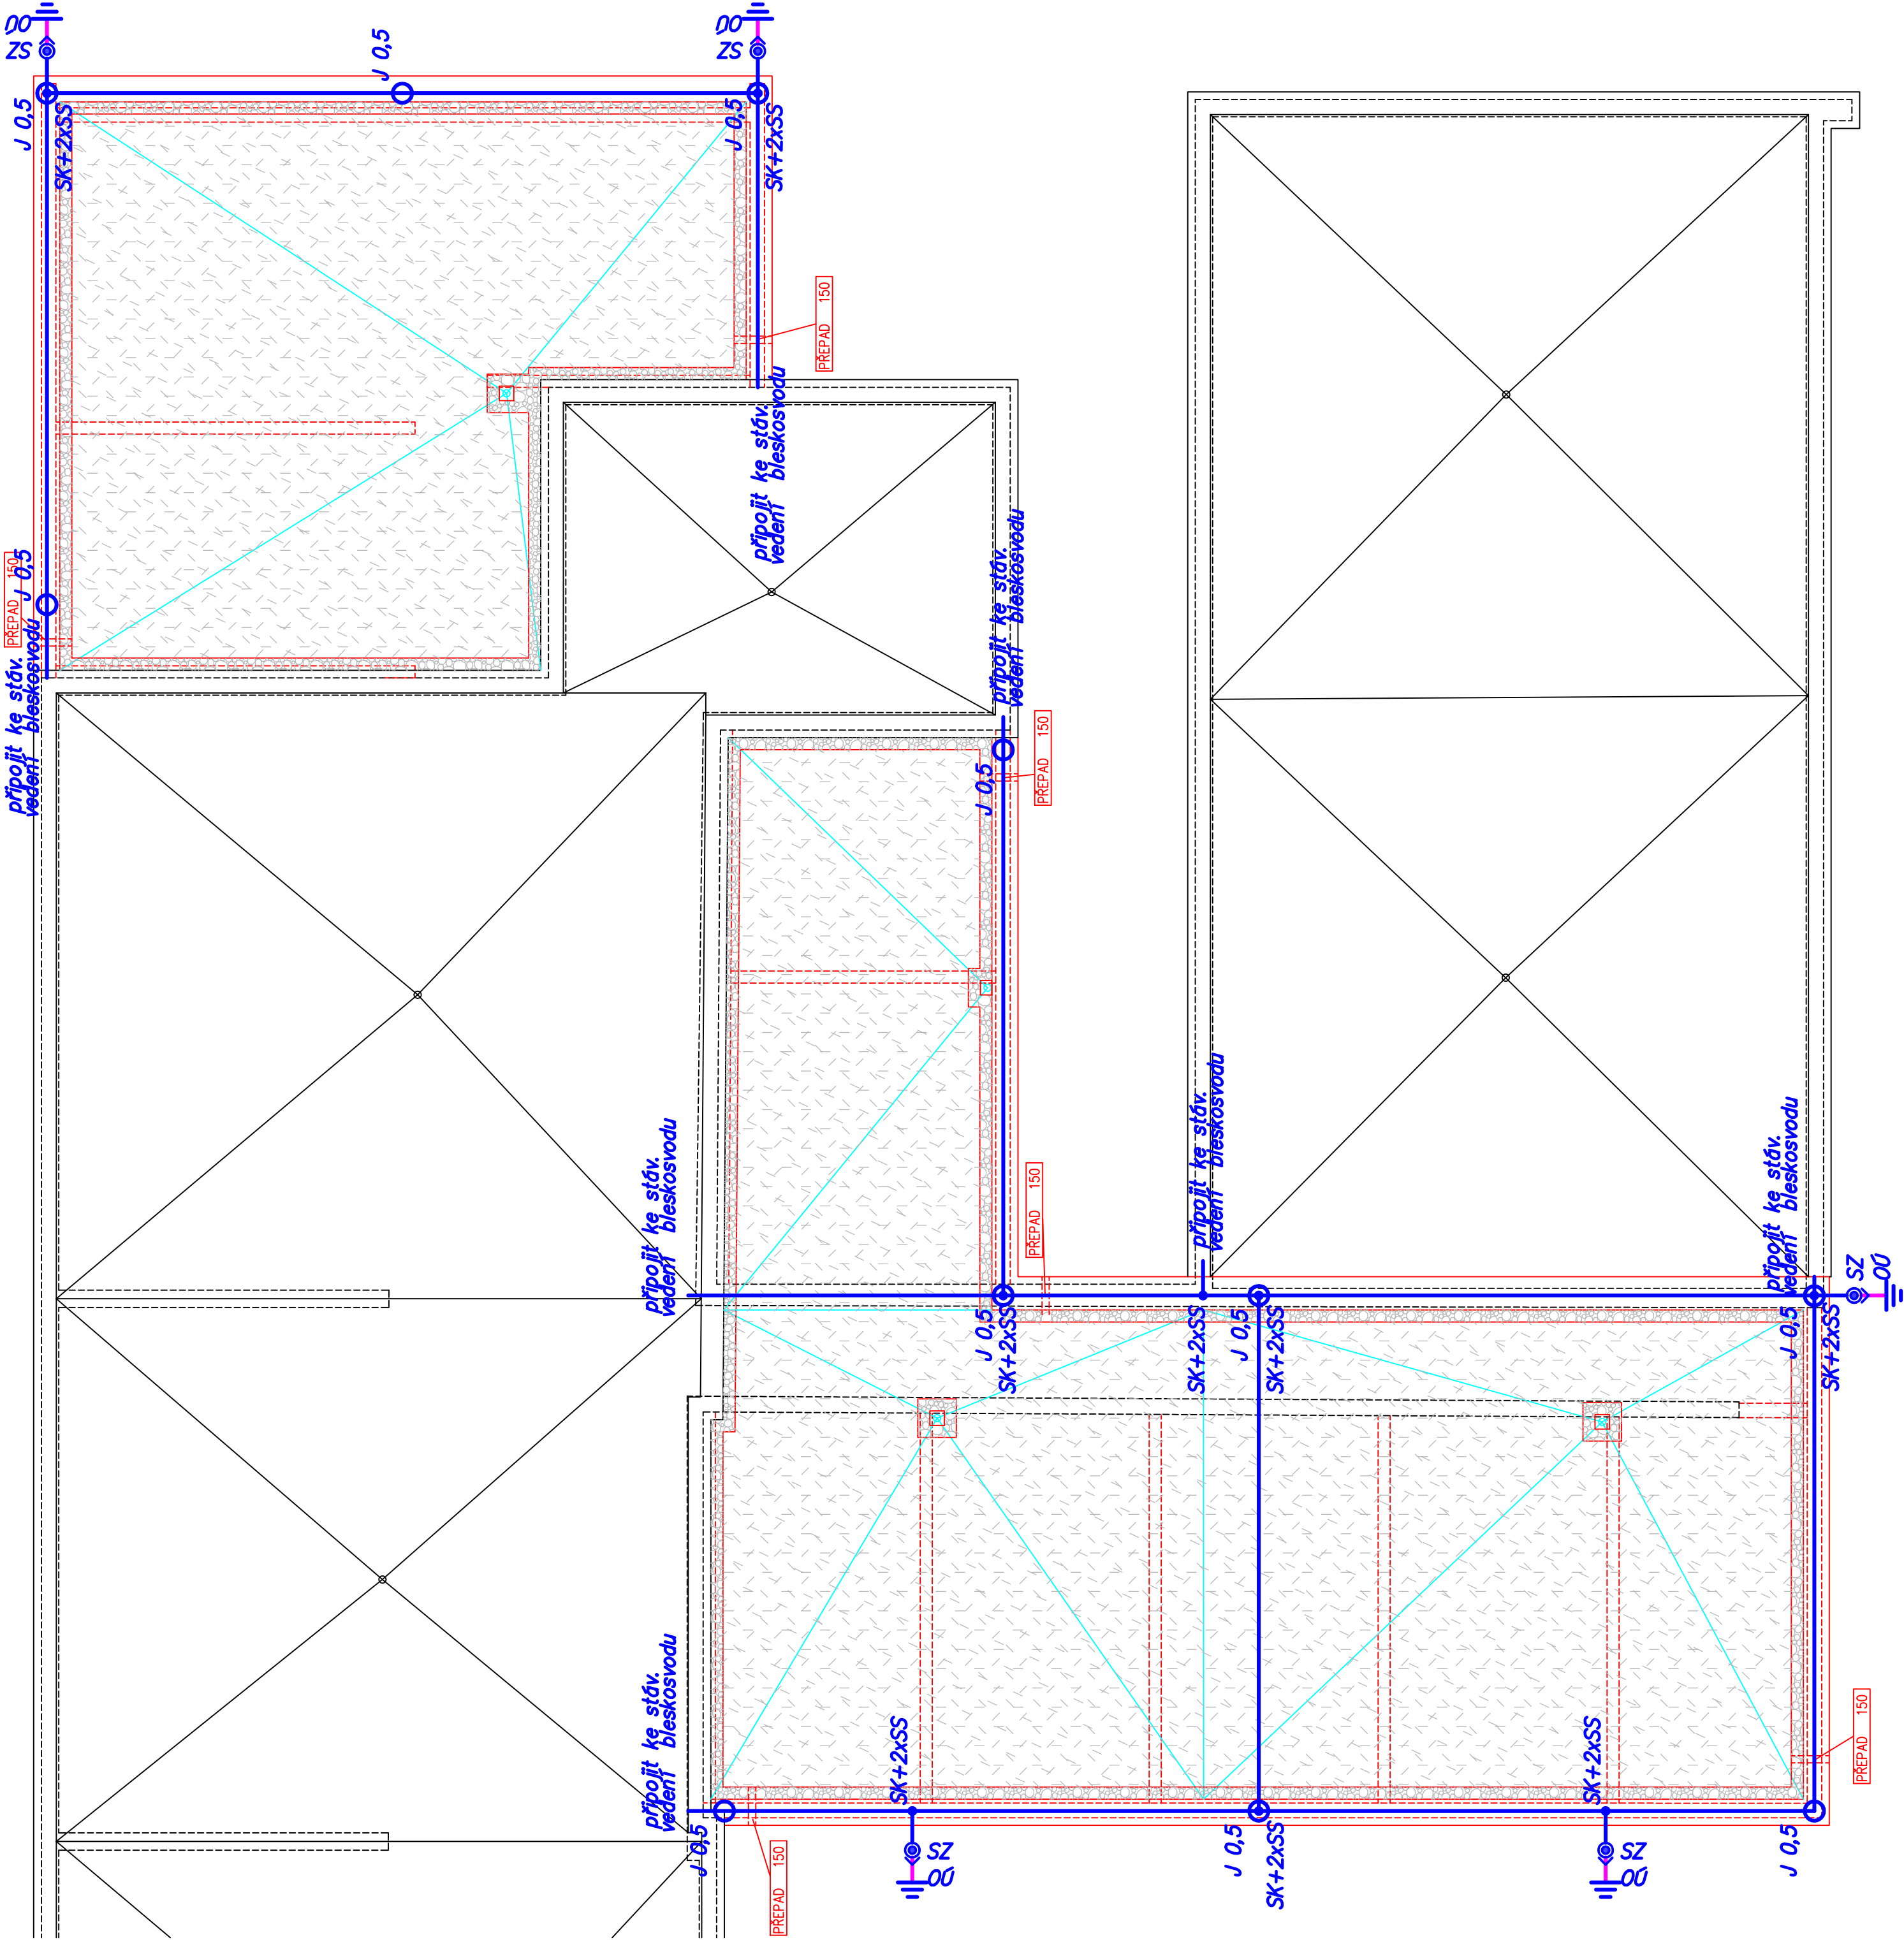 OÚ
SZ
J 0,5
SK+2xSS
J 0,5
OÚ
SZ
J 0,5
SK+2xSS
PŘEPAD 150
připojit ke stáv.
vedení bleskosvodu
PŘEPAD 150
J 0,5
připojit ke stáv.
vedení bleskosvodu
připojit ke stáv.
vedení bleskosvodu
PŘEPAD 150
J 0,5
připojit ke stáv.
vedení bleskosvodu
PŘEPAD 150
připojit ke stáv.
vedení bleskosvodu
připojit ke stáv.
vedení bleskosvodu
SZ
OÚ
J 0,5
SK+2xSS
SK+2xSS
J 0,5
SK+2xSS
J 0,5
SK+2xSS
připojit ke stáv.
vedení bleskosvodu
SK+2xSS
SK+2xSS
PŘEPAD 150
J 0,5
PŘEPAD 150
SZ
OÚ
J 0,5
SK+2xSS
SZ
OÚ
J 0,5